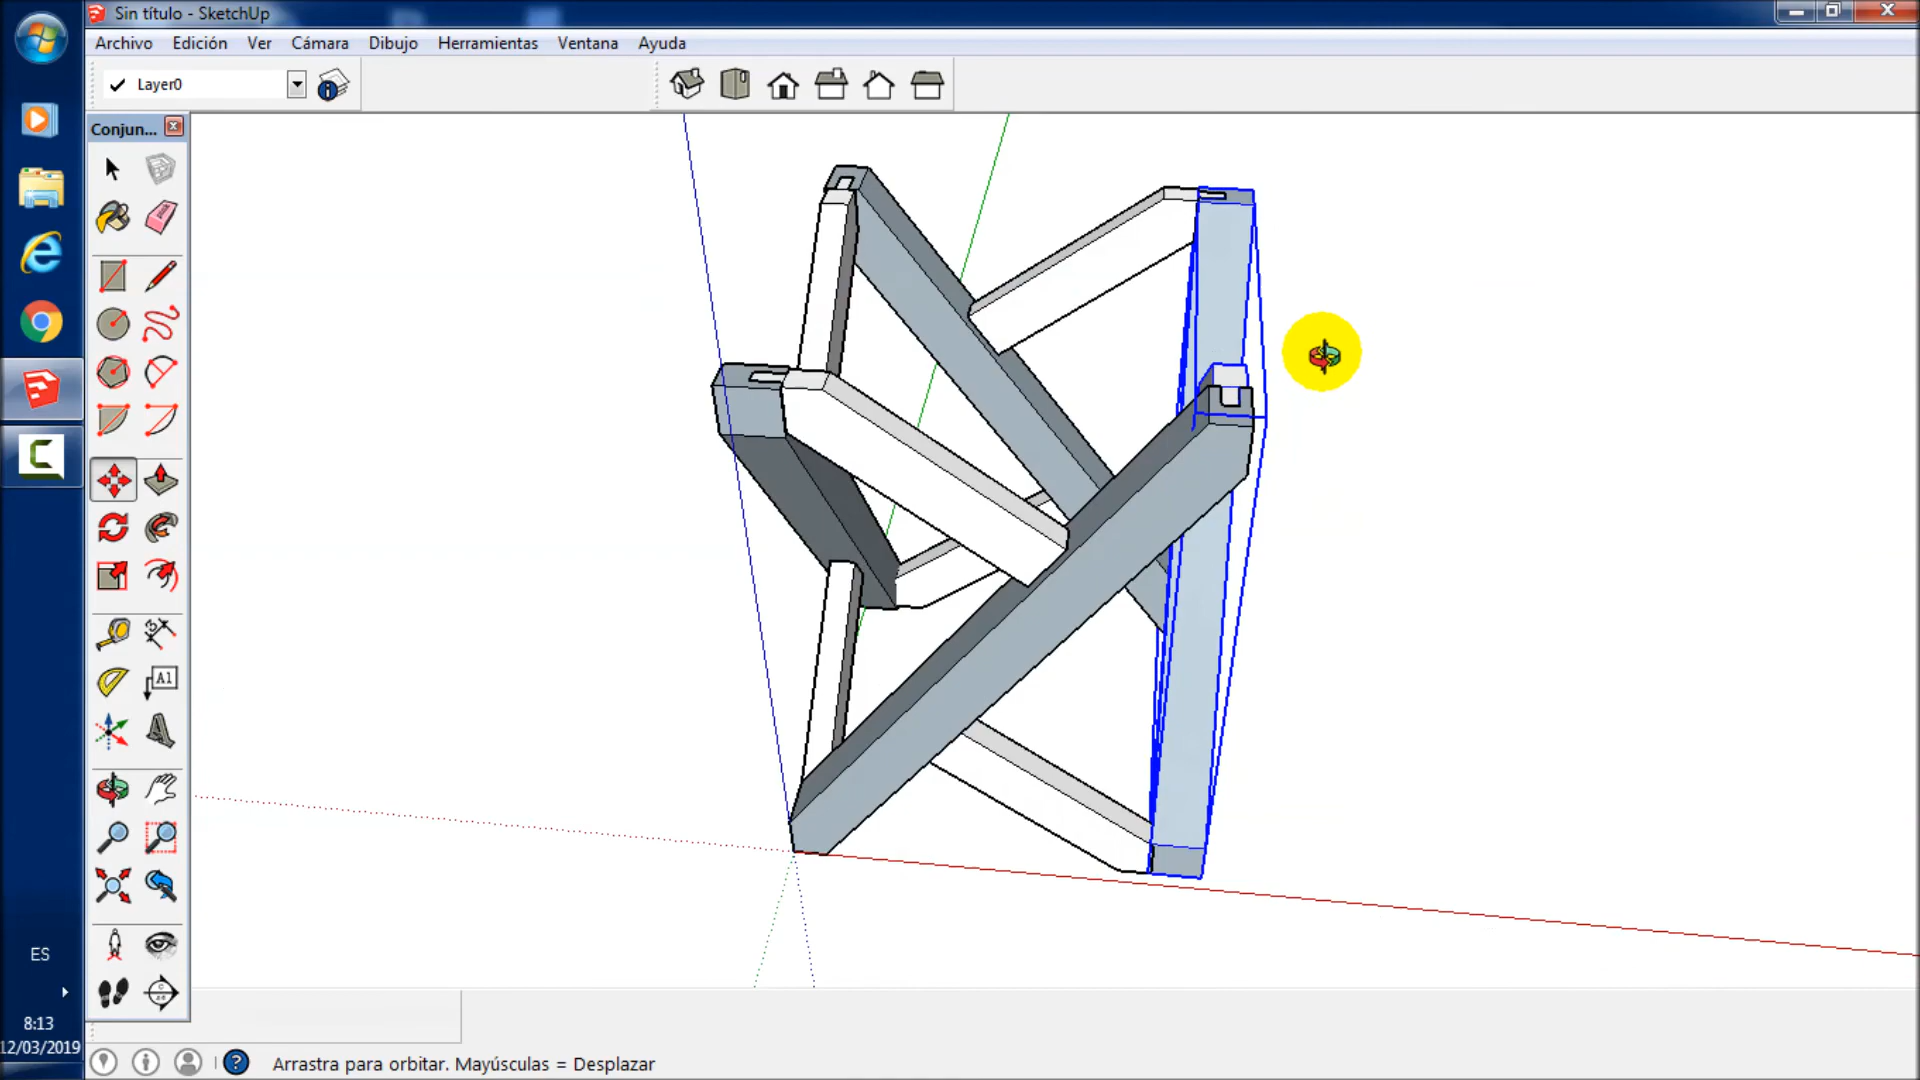 Sin título - SketchUp
Archivo Edición Ver Cámara Dibujo Herramientas Ventana Ayuda
Layer0
Conjun...
A1
ES
8:13
12/03/2019
Arrastra para orbitar. Mayúsculas = Desplazar